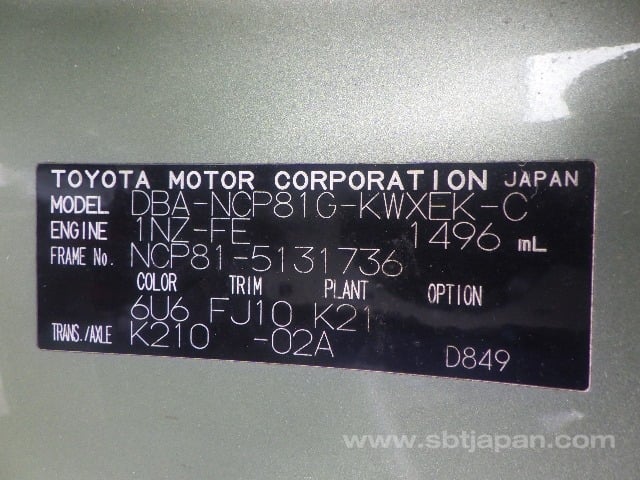 TOYOTA MOTOR CORPORATION JAPAN
MODEL DBA-NCP81G-KWXEK-C
ENGINE 1NZ-FE 1496 mL
FRAME No. NCP81-5131736
COLOR TRIM PLANT OPTION
6U6 FJ10 K21
TRANS./AXLE K210 -02A D849
www.sbtjapan.com